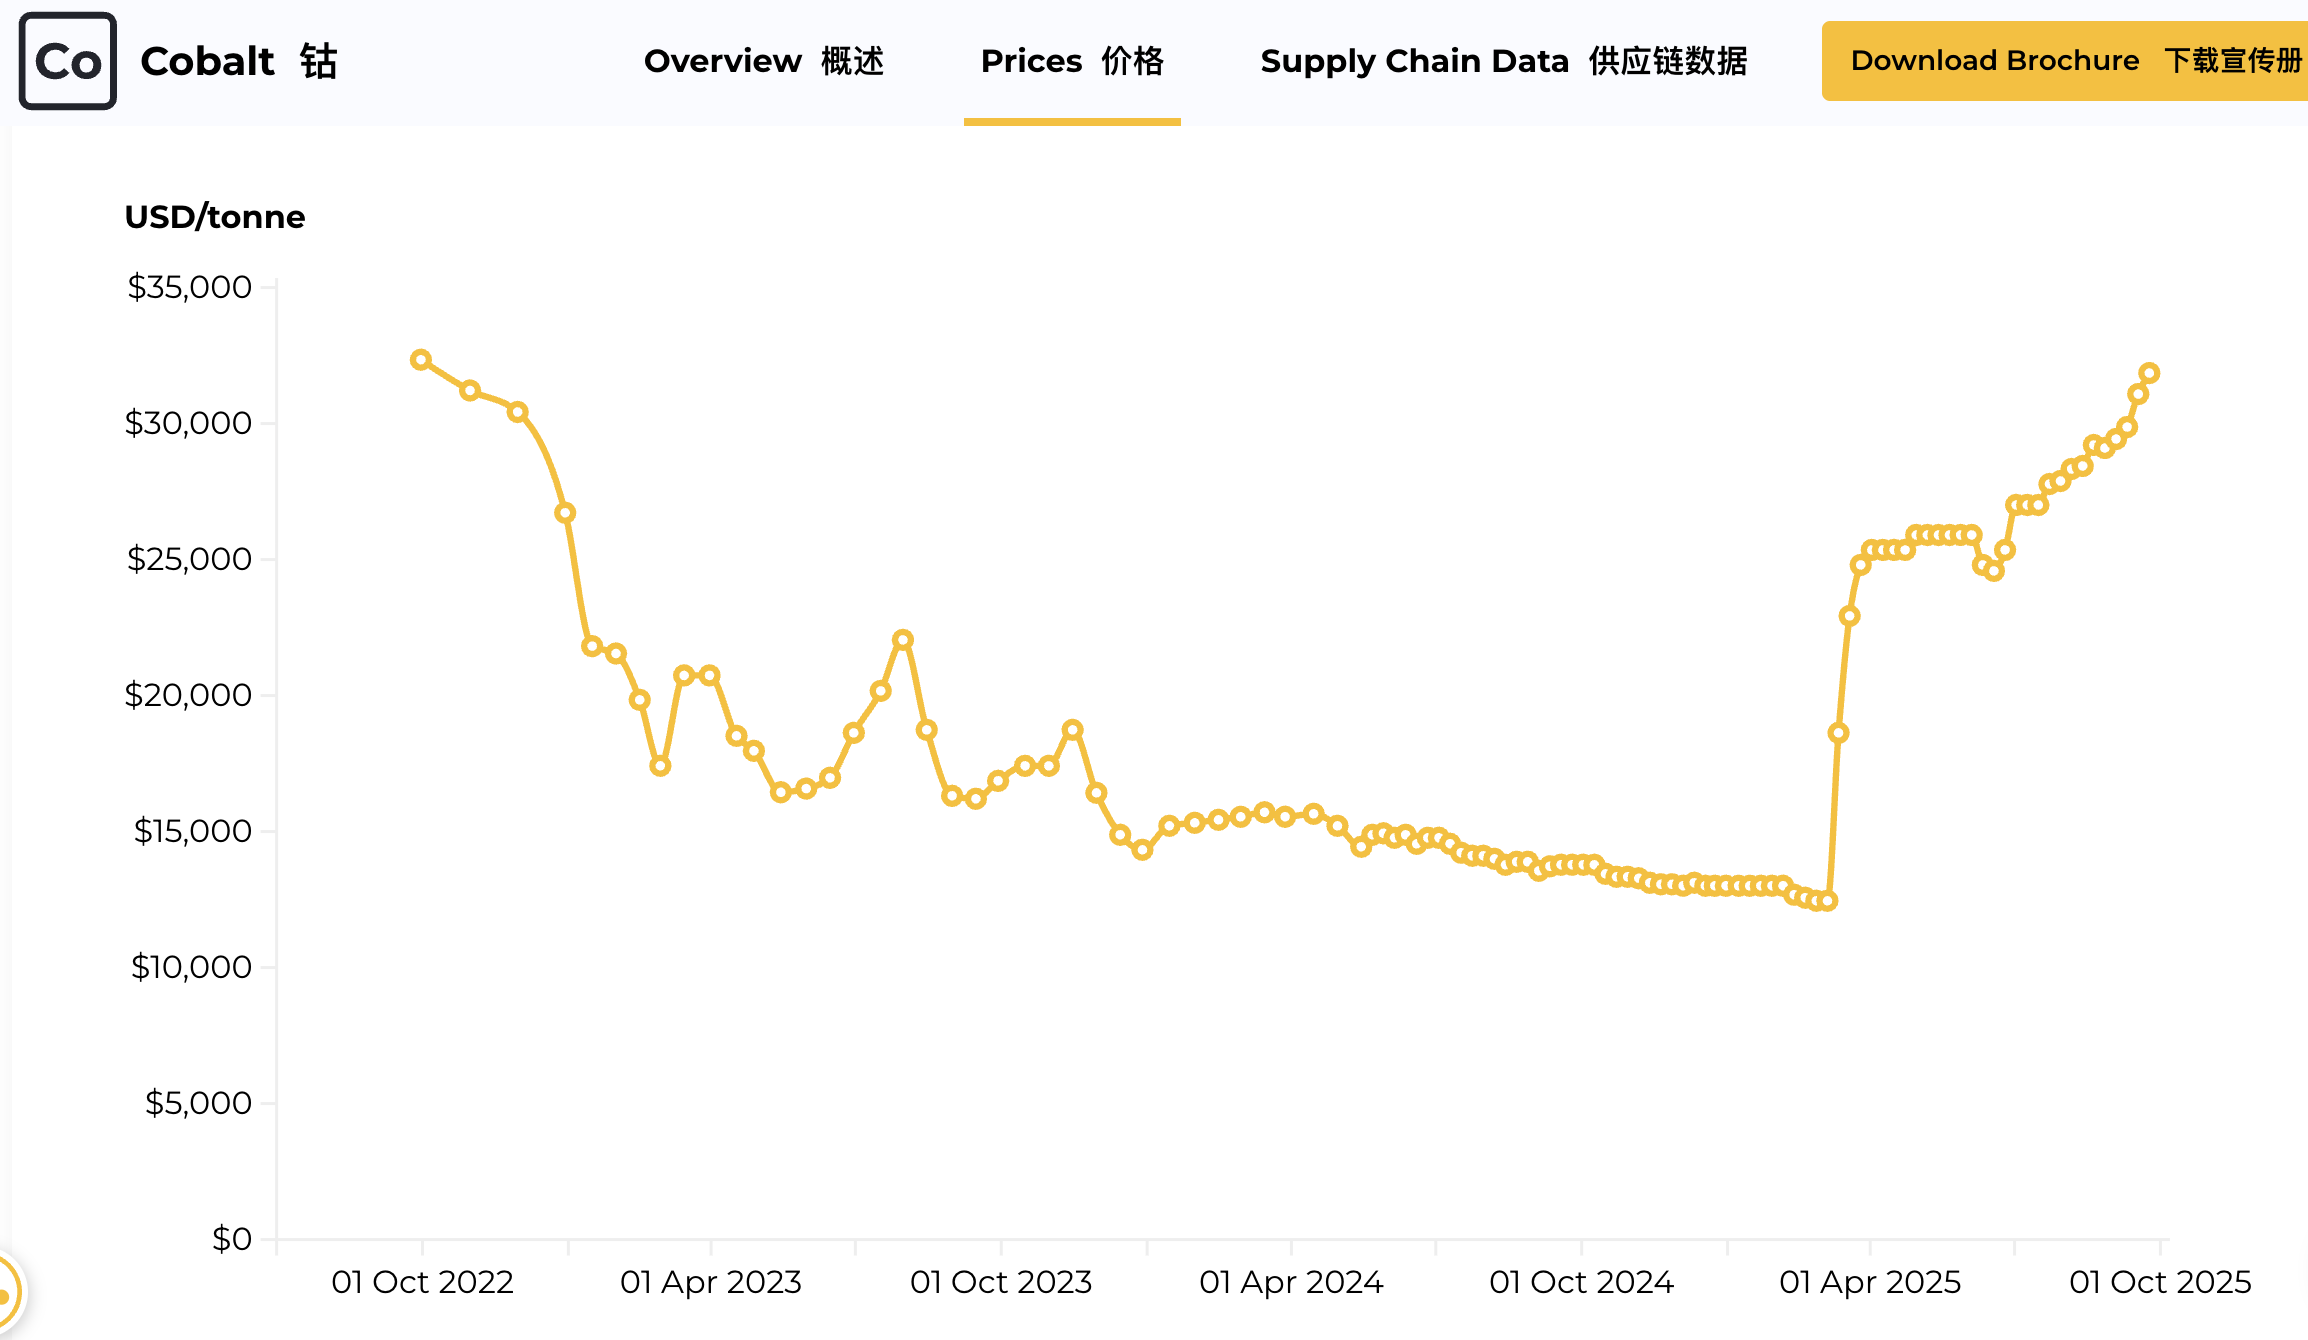 Co Cobalt 钴 Overview 概述 Prices 价格 Supply Chain Data 供应链数据 Download Brochure 下载宣传册
USD/tonne
$35,000
$30,000
$25,000
$20,000
$15,000
$10,000
$5,000
$0
01 Oct 2022 01 Apr 2023 01 Oct 2023 01 Apr 2024 01 Oct 2024 01 Apr 2025 01 Oct 2025